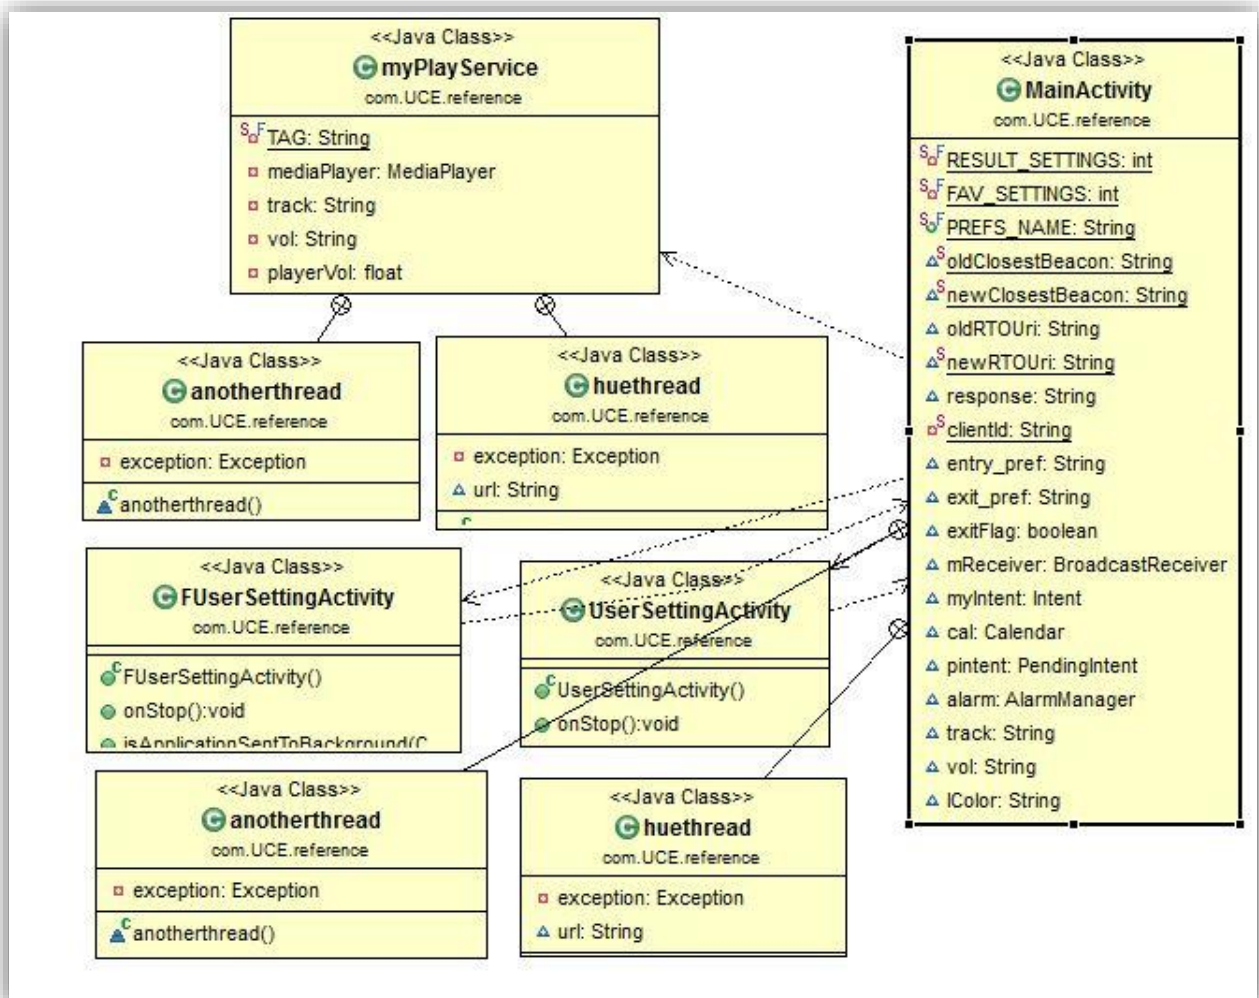 <<Java Class>>
myPlayService
com.UCE.reference
TAG: String
mediaPlayer: MediaPlayer
track: String
vol: String
playerVol: float
<<Java Class>>
MainActivity
com.UCE.reference
RESULT_SETTINGS: int
FAV_SETTINGS: int
PREFS_NAME: String
oldClosestBeacon: String
newClosestBeacon: String
oldRTOUri: String
newRTOUri: String
response: String
clientId: String
entry_pref: String
exit_pref: String
exitFlag: boolean
mReceiver: BroadcastReceiver
myIntent: Intent
cal: Calendar
pintent: PendingIntent
alarm: AlarmManager
track: String
vol: String
lColor: String
<<Java Class>>
anotherthread
com.UCE.reference
exception: Exception
anotherthread()
<<Java Class>>
huethread
com.UCE.reference
exception: Exception
url: String
<<Java Class>>
FUserSettingActivity
com.UCE.reference
FUserSettingActivity()
onStop():void
isApplicationSentToBackground(C
<<Java Class>>
UserSettingActivity
com.UCE.reference
UserSettingActivity()
onStop():void
<<Java Class>>
anotherthread
com.UCE.reference
exception: Exception
anotherthread()
<<Java Class>>
huethread
com.UCE.reference
exception: Exception
url: String